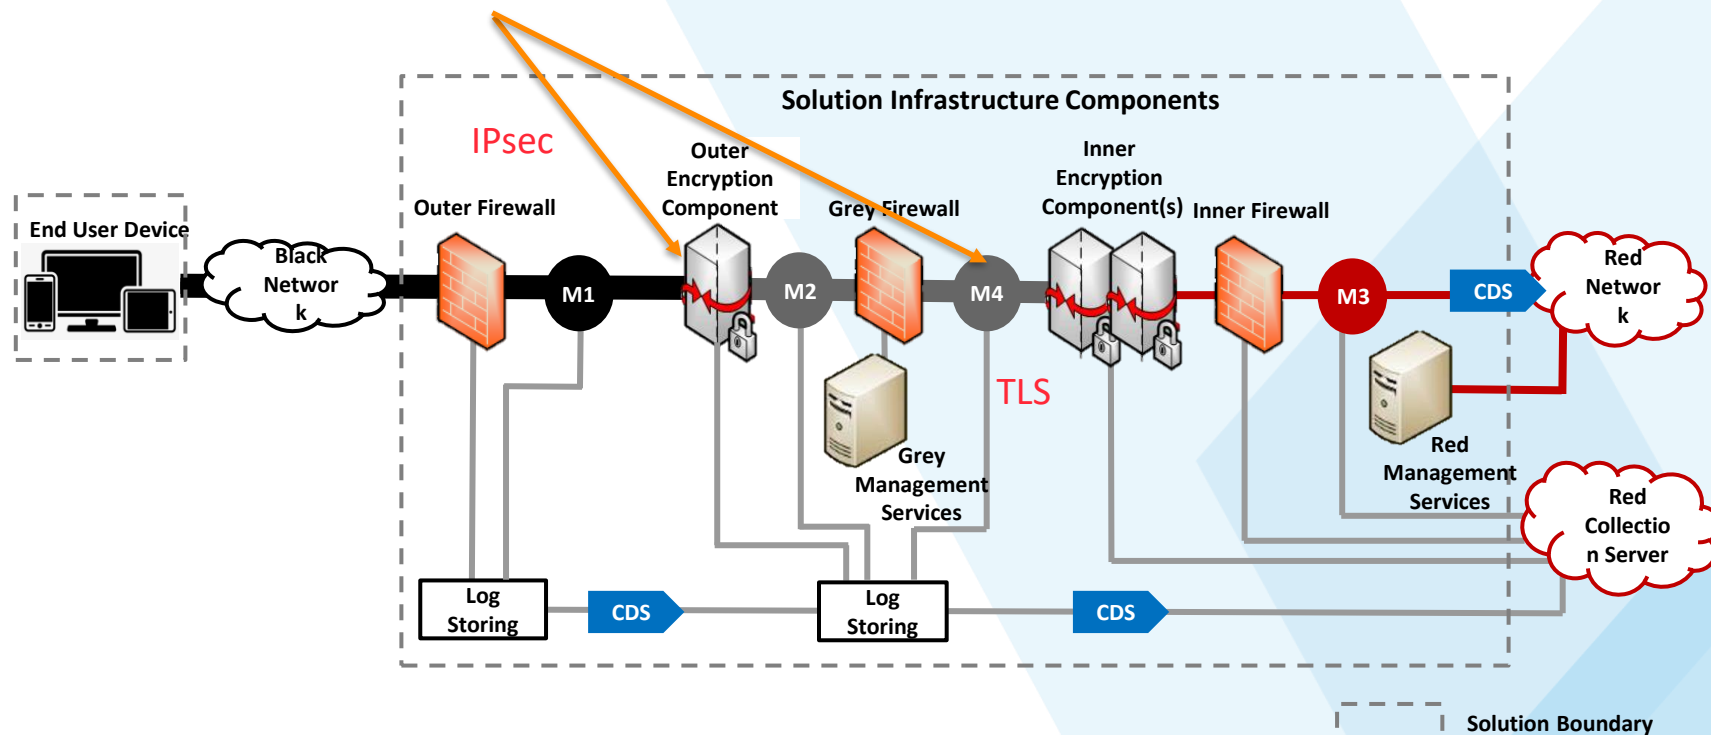 Solution Infrastructure Components
IPsec
Outer
Encryption
Component
Inner
Encryption
Component(s)
End User Device
Outer Firewall
Grey Firewall
Inner Firewall
Black
Networ
k
M1
M2
M4
M3
CDS
Red
Networ
k
TLS
Grey
Management
Services
Red
Management
Services
Red
Collectio
n Server
Log
Storing
CDS
Log
Storing
CDS
Solution Boundary